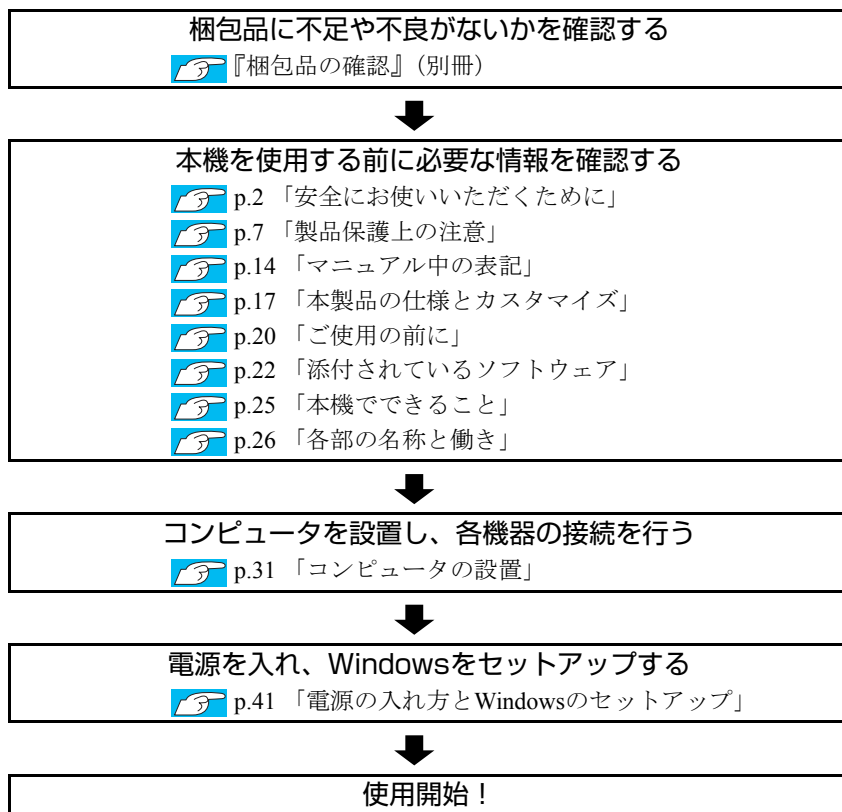 梱包品に不足や不良がないかを確認する
『梱包品の確認』（別冊）
本機を使用する前に必要な情報を確認する
p.2 「安全にお使いいただくために」
p.7 「製品保護上の注意」
p.14 「マニュアル中の表記」
p.17 「本製品の仕様とカスタマイズ」
p.20 「ご使用の前に」
p.22 「添付されているソフトウェア」
p.25 「本機でできること」
p.26 「各部の名称と働き」
コンピュータを設置し、各機器の接続を行う
p.31 「コンピュータの設置」
電源を入れ、Windowsをセットアップする
p.41 「電源の入れ方とWindowsのセットアップ」
使用開始！